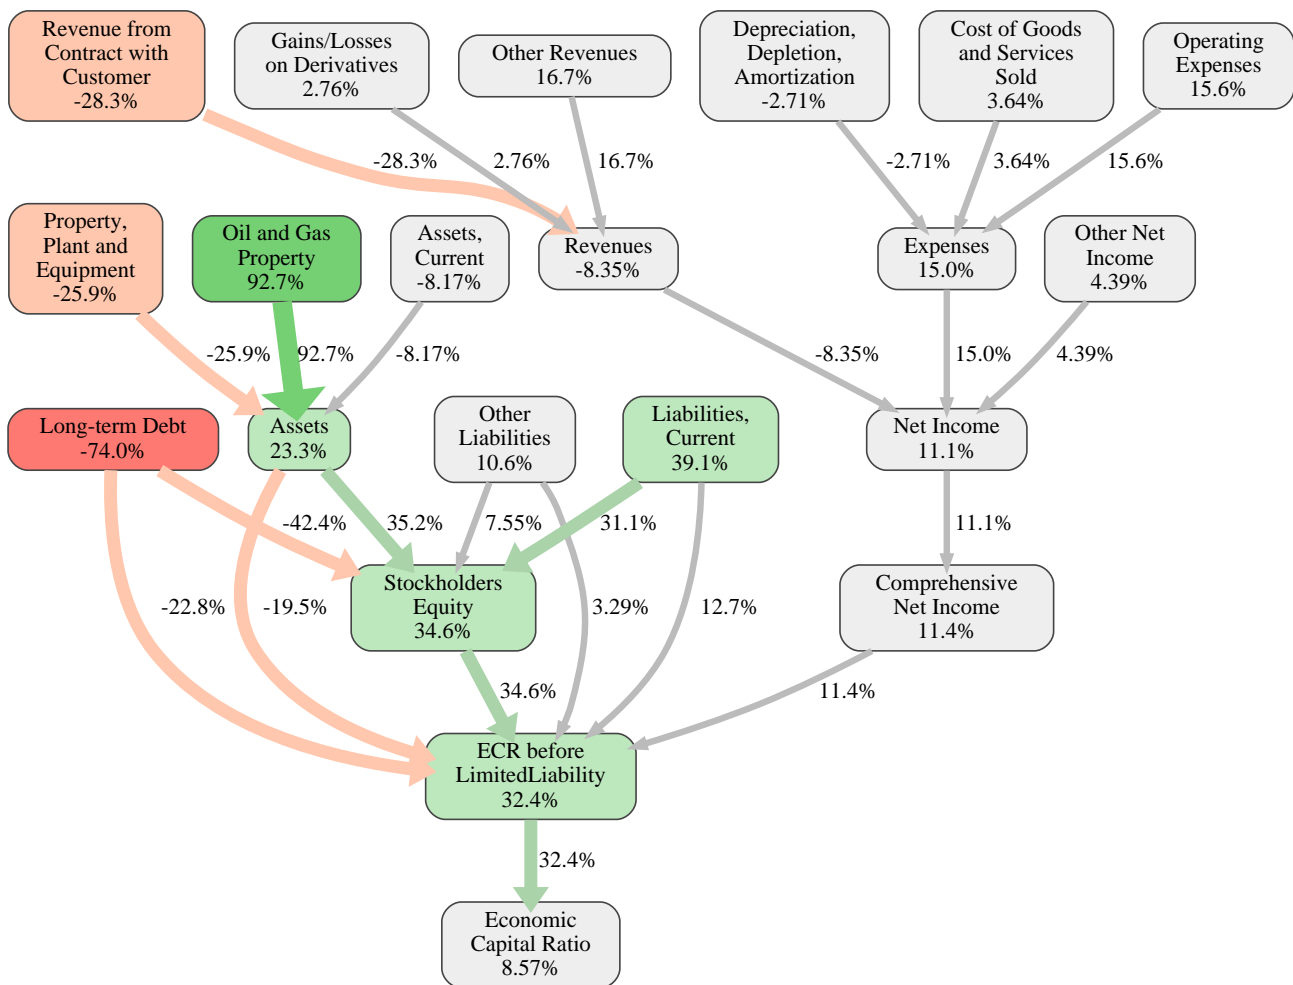 Revenue from
Contract with
Customer
-28.3%
Gains/Losses
on Derivatives
2.76%
Other Revenues
16.7%
Depreciation,
Depletion,
Amortization
-2.71%
Cost of Goods
and Services
Sold
3.64%
Operating
Expenses
15.6%
-28.3%
2.76%
16.7%
-2.71%
3.64%
15.6%
Property,
Plant and
Equipment
-25.9%
Oil and Gas
Property
92.7%
Assets,
Current
-8.17%
Revenues
-8.35%
Expenses
15.0%
Other Net
Income
4.39%
-25.9%
92.7%
-8.17%
-8.35%
15.0%
4.39%
Long-term Debt
-74.0%
Assets
23.3%
Other
Liabilities
10.6%
Liabilities,
Current
39.1%
Net Income
11.1%
-42.4%
35.2%
7.55%
31.1%
11.1%
Stockholders
Equity
34.6%
Comprehensive
Net Income
11.4%
-22.8%
-19.5%
3.29%
12.7%
34.6%
11.4%
ECR before
LimitedLiability
32.4%
32.4%
Economic
Capital Ratio
8.57%